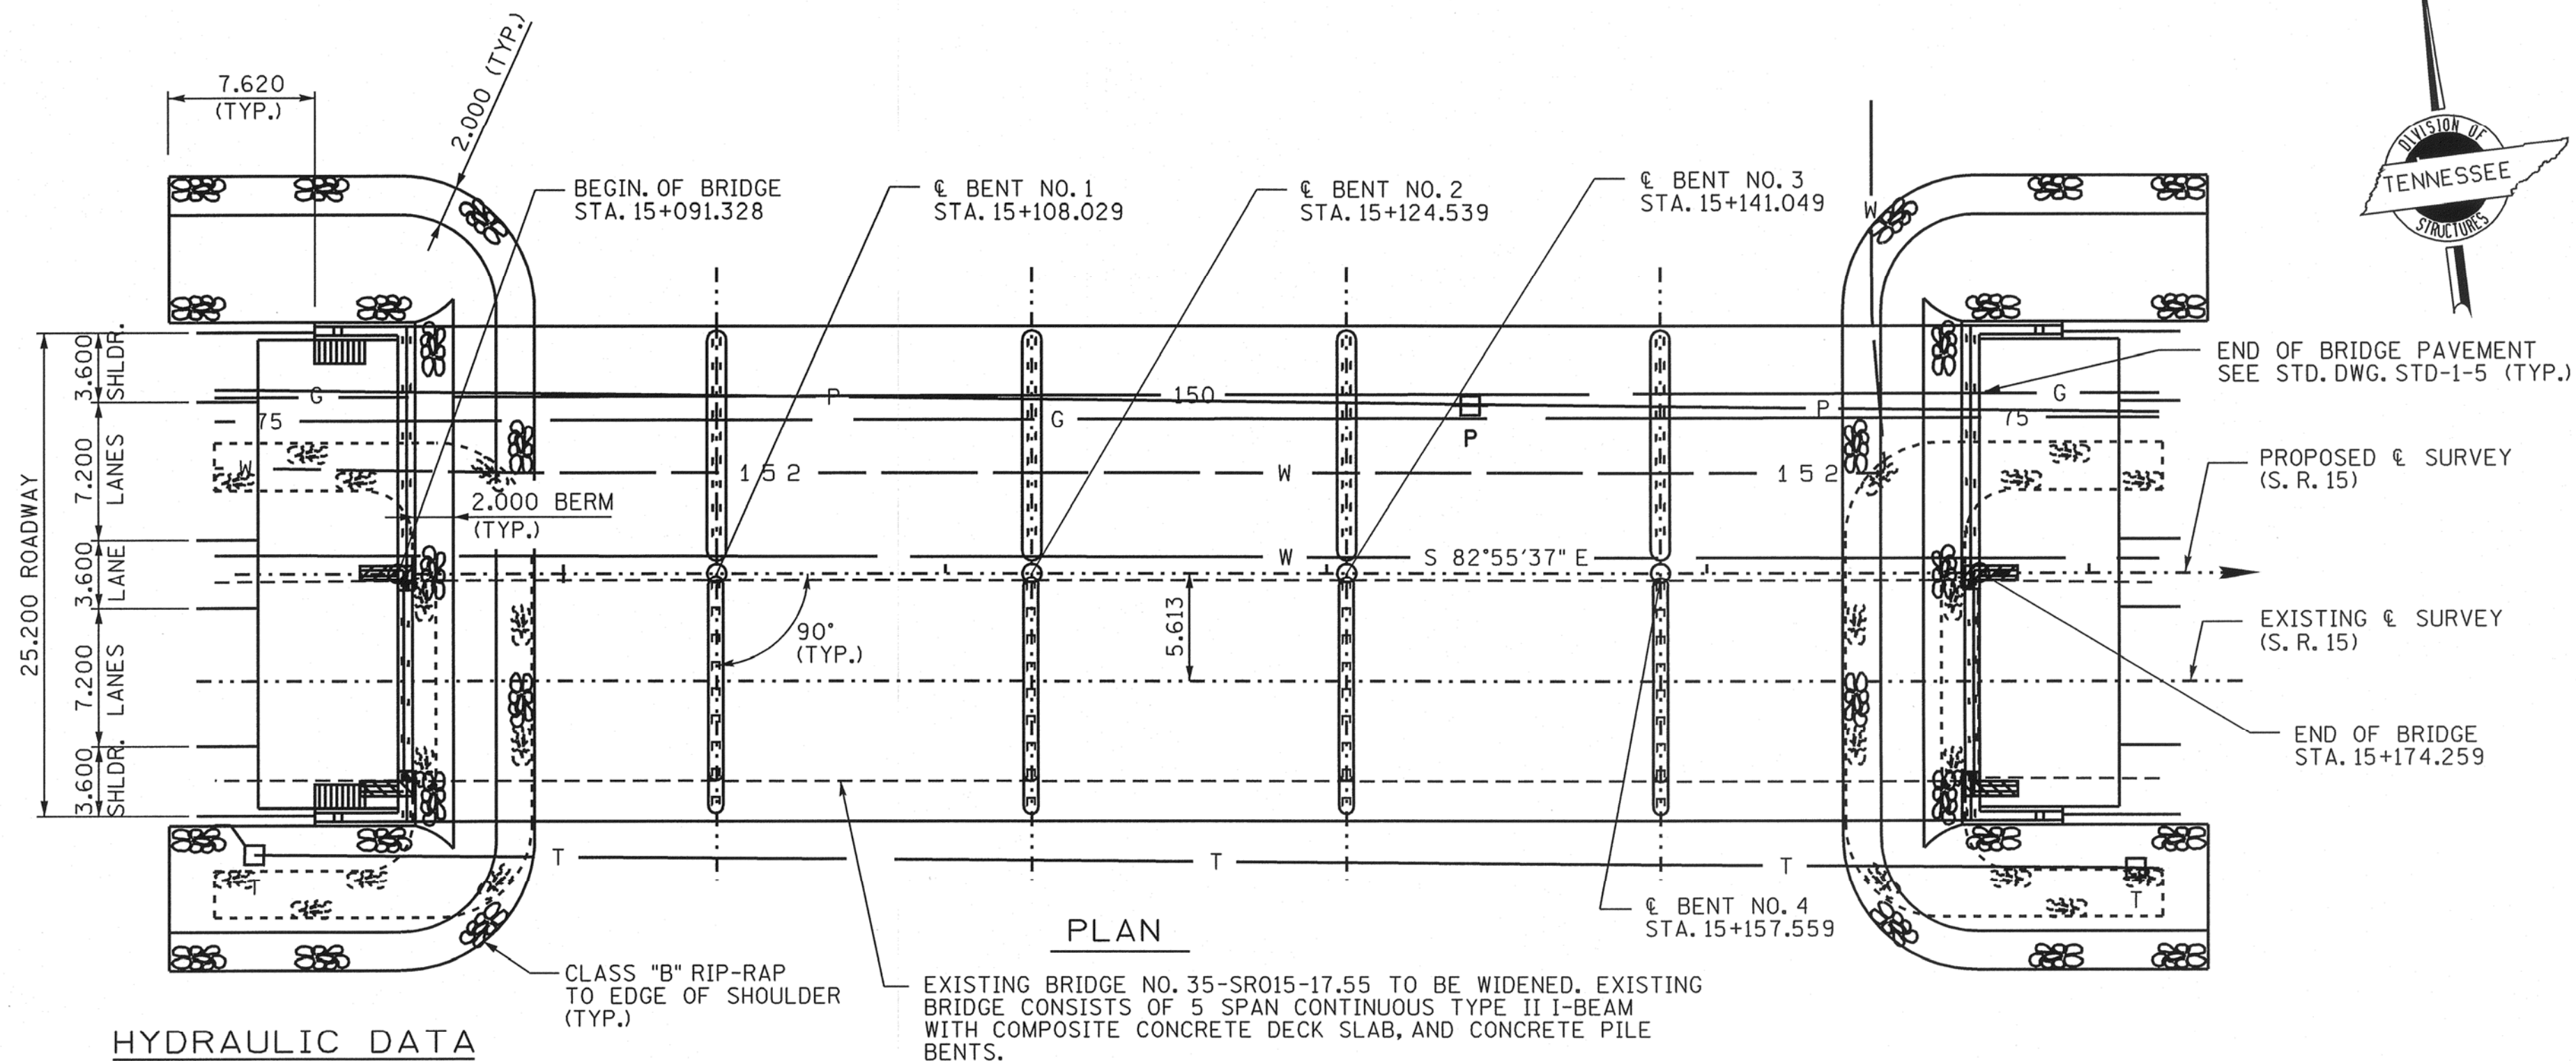 7.620
(TYP.)
2.000 (TYP.)
BEGIN. OF BRIDGE
STA. 15+091.328
℄ BENT NO. 1
STA. 15+108.029
℄ BENT NO. 2
STA. 15+124.539
℄ BENT NO. 3
STA. 15+141.049
W
DIVISION OF
TENNESSEE
STRUCTURES
END OF BRIDGE PAVEMENT
SEE STD. DWG. STD-1-5 (TYP.)
25.200 ROADWAY
3.600
SHLDR.
7.200
LANES
3.600
LANE
7.200
LANES
3.600
SHLDR.
G
P
150
G
75
G
P
P
75
W
152
W
152
2.000 BERM
(TYP.)
W
S 82°55'37" E
PROPOSED ℄ SURVEY
(S. R. 15)
90°
(TYP.)
5.613
EXISTING ℄ SURVEY
(S. R. 15)
END OF BRIDGE
STA. 15+174.259
T
T
T
T
T
℄ BENT NO. 4
STA. 15+157.559
PLAN
CLASS "B" RIP-RAP
TO EDGE OF SHOULDER
(TYP.)
EXISTING BRIDGE NO. 35-SR015-17.55 TO BE WIDENED. EXISTING
BRIDGE CONSISTS OF 5 SPAN CONTINUOUS TYPE II I-BEAM
WITH COMPOSITE CONCRETE DECK SLAB, AND CONCRETE PILE
BENTS.
HYDRAULIC DATA